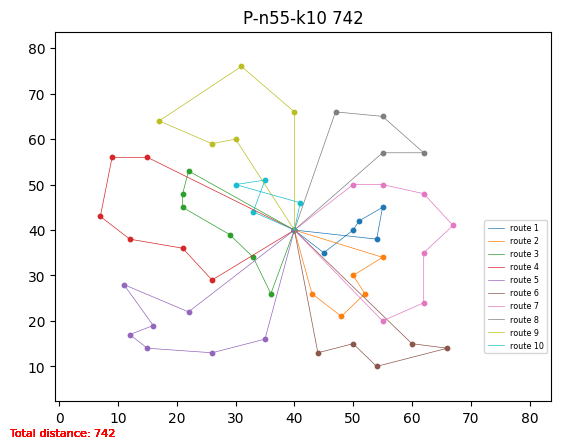 P-n55-k10 742
80
70
60
50
40
30
20
10
0 10 20 30 40 50 60 70 80
route 1
route 2
route 3
route 4
route 5
route 6
route 7
route 8
route 9
route 10
Total distance: 742